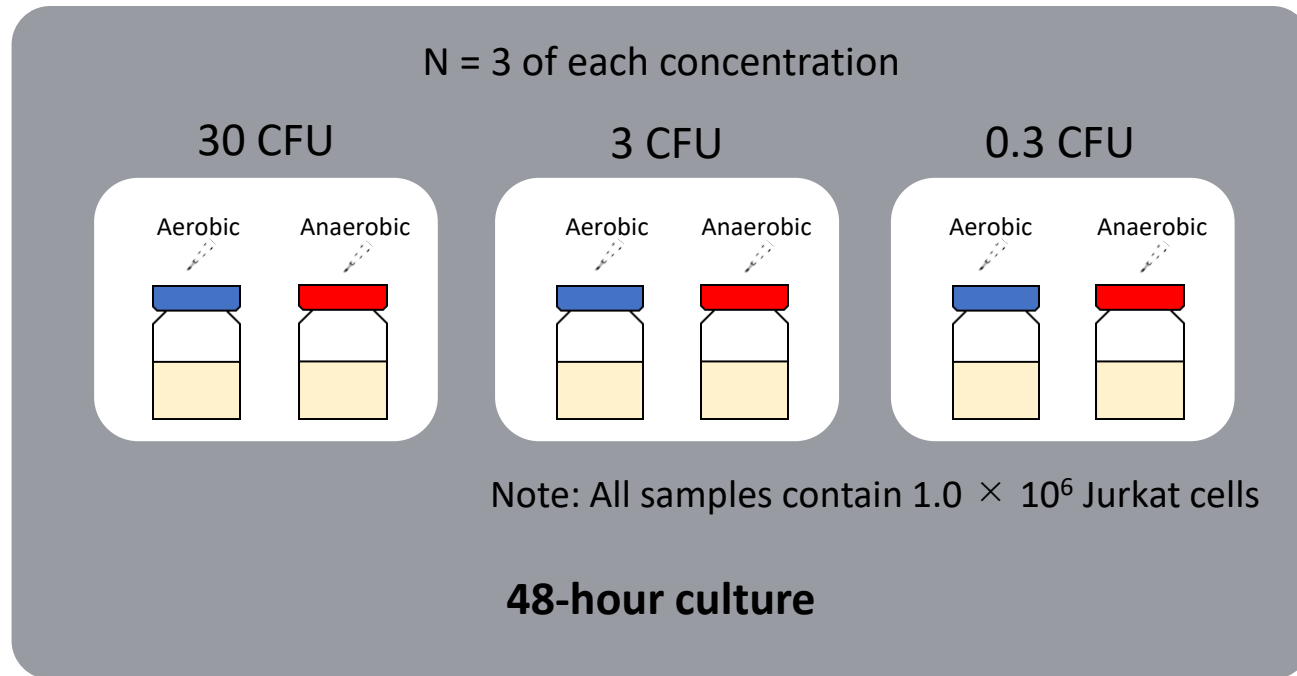 N = 3 of each concentration
30 CFU
3 CFU
0.3 CFU
Aerobic
Anaerobic
Aerobic
Anaerobic
Aerobic
Anaerobic
Note: All samples contain 1.0 × 10⁶ Jurkat cells
48-hour culture